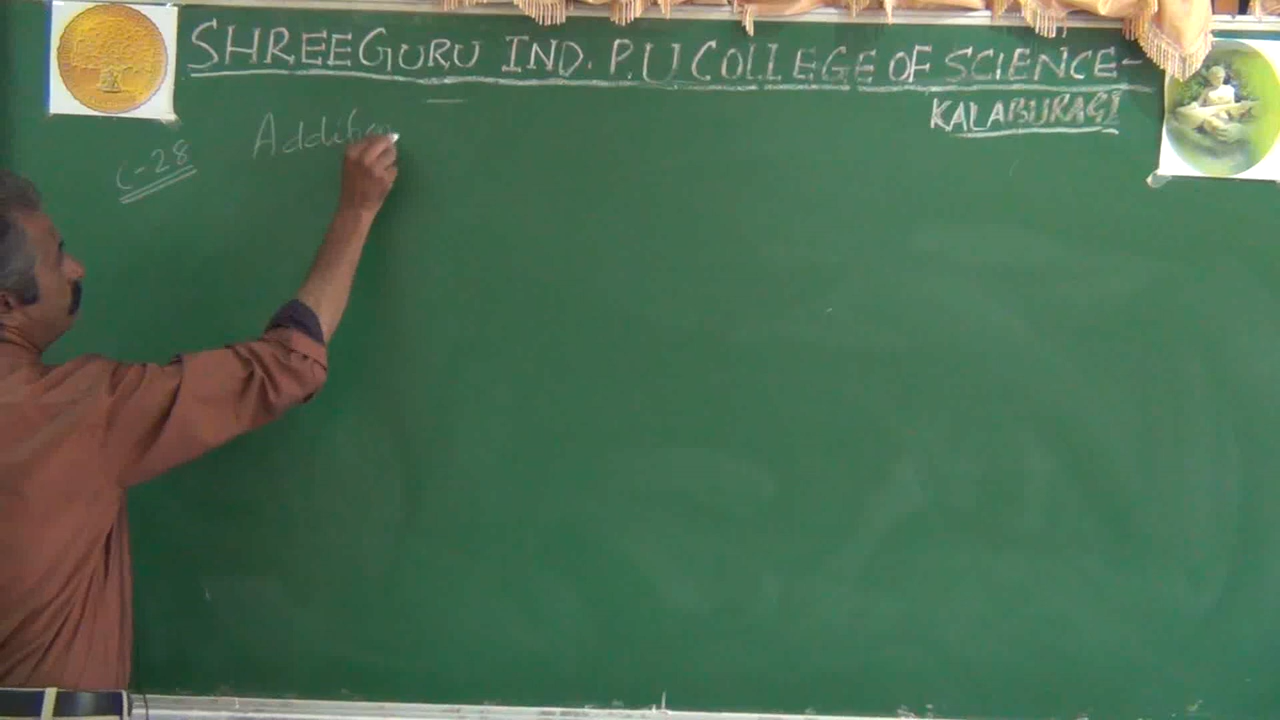 SHREEGURU IND. P.U COLLEGE OF SCIENCE-
KALABURAGI
C-28
Addition